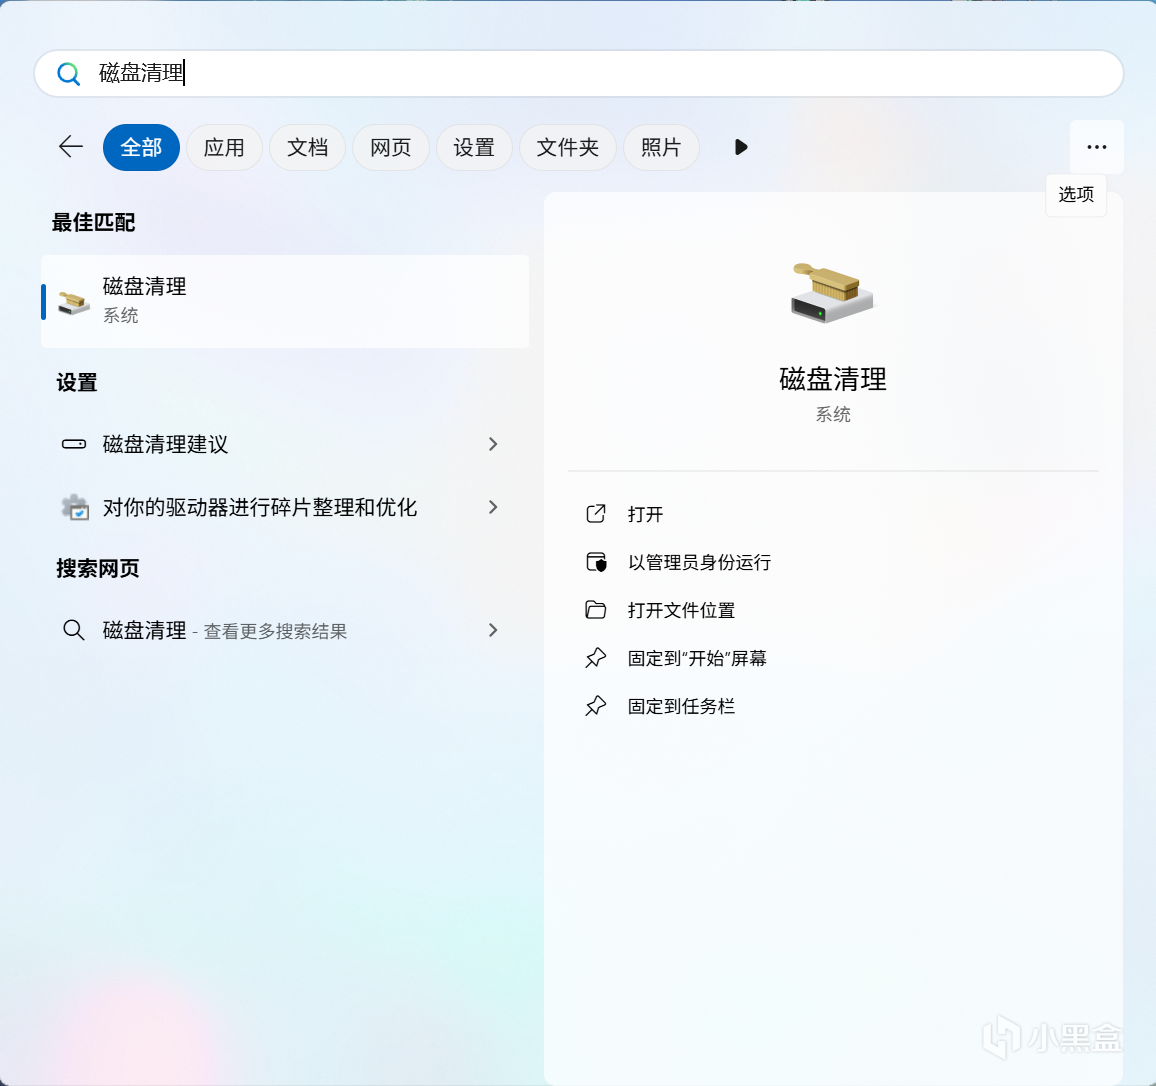 磁盘清理
全部 应用 文档 网页 设置 文件夹 照片
选项
最佳匹配
磁盘清理
系统
设置
磁盘清理建议
对你的驱动器进行碎片整理和优化
搜索网页
磁盘清理 - 查看更多搜索结果
磁盘清理
系统
打开
以管理员身份运行
打开文件位置
固定到“开始”屏幕
固定到任务栏
小黑盒